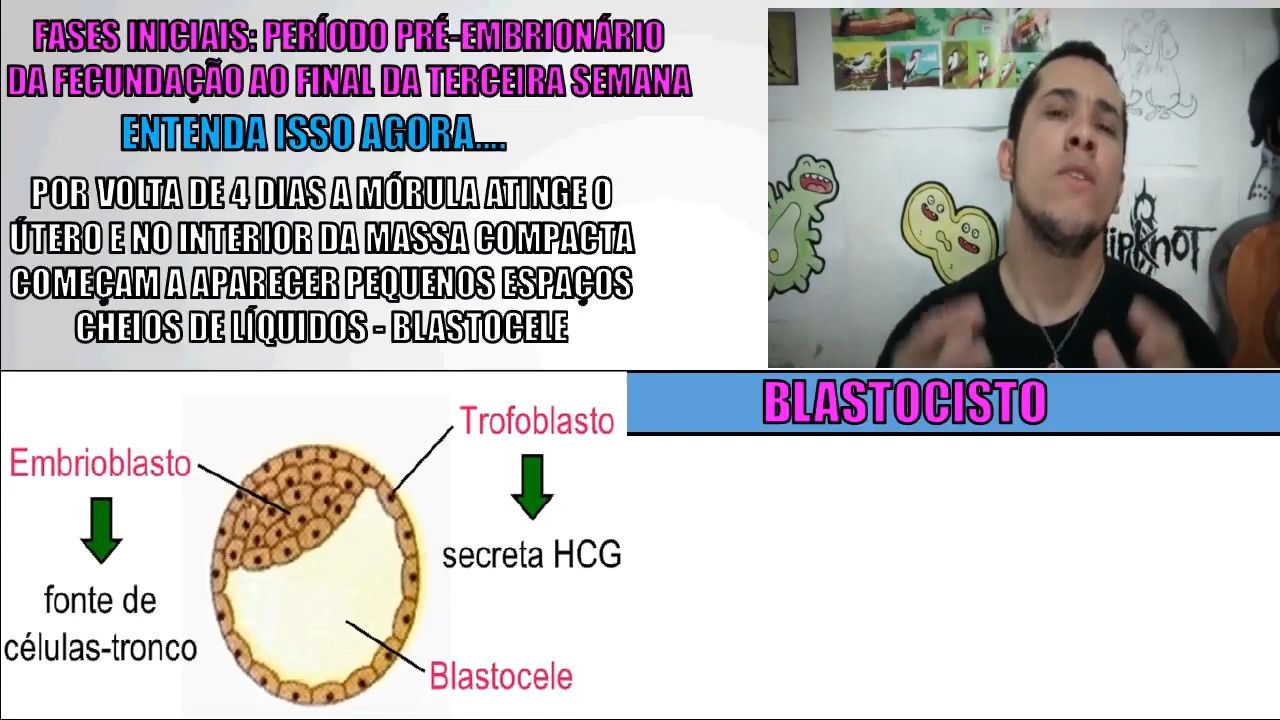 FASES INICIAIS: PERÍODO PRÉ-EMBRIONÁRIO
DA FECUNDAÇÃO AO FINAL DA TERCEIRA SEMANA
ENTENDA ISSO AGORA....
POR VOLTA DE 4 DIAS A MÓRULA ATINGE O
ÚTERO E NO INTERIOR DA MASSA COMPACTA
COMEÇAM A APARECER PEQUENOS ESPAÇOS
CHEIOS DE LÍQUIDOS - BLASTOCELE
slipknot
BLASTOCISTO
Trofoblasto
Embrioblasto
secreta HCG
fonte de
células-tronco
Blastocele